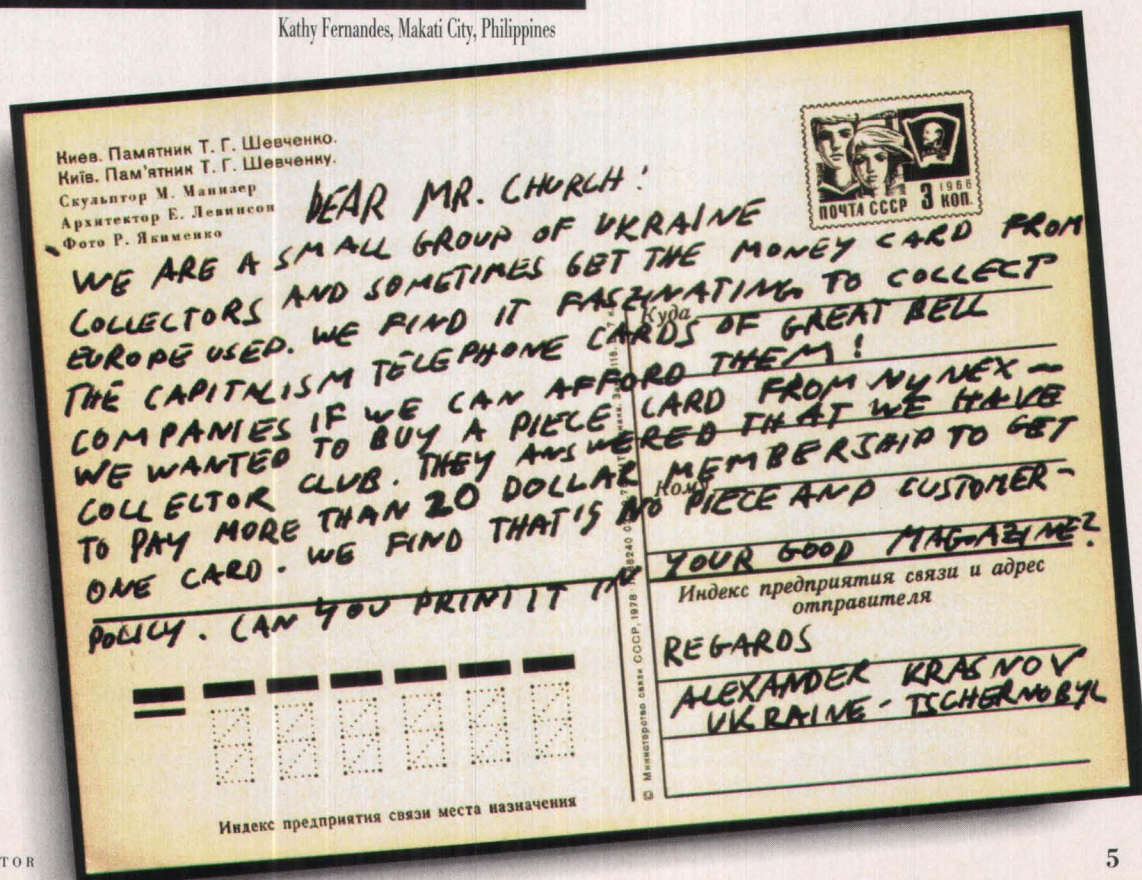 Kathy Fernandes, Makati City, Philippines
Киев. Памятник Т. Г. Шевченко.
Київ. Пам'ятник Т. Г. Шевченку.
Скульптор М. Манизер
Архитектор Е. Левинсон
Фото Р. Якименко
ПОЧТА СССР 3 КОП.
1966
DEAR MR. CHURCH!
WE ARE A SMALL GROUP OF UKRAINE
COLLECTORS AND SOMETIMES GET THE MONEY CARD FROM
EUROPE USED. WE FIND IT FASZINATING TO COLLECT
THE CAPITALISM TELEPHONE CARDS OF GREAT BELL
COMPANIES IF WE CAN AFFORD THEM!
WE WANTED TO BUY A PIECE CARD FROM NYNEX -
COLLECTOR CLUB. THEY ANSWERED THAT WE HAVE
TO PAY MORE THAN 20 DOLLAR MEMBERSHIP TO GET
ONE CARD. WE FIND THAT'S NO PIECE AND CUSTOMER-
POLICY. CAN YOU PRINT IT IN
YOUR GOOD MAGAZINE?
REGARDS
ALEXANDER KRASNOV
UKRAINE - TSCHERNOBYL
Куда
Кому
Индекс предприятия связи и адрес
отправителя
© Министерство связи СССР, 1978
Индекс предприятия связи места назначения
TOR
5